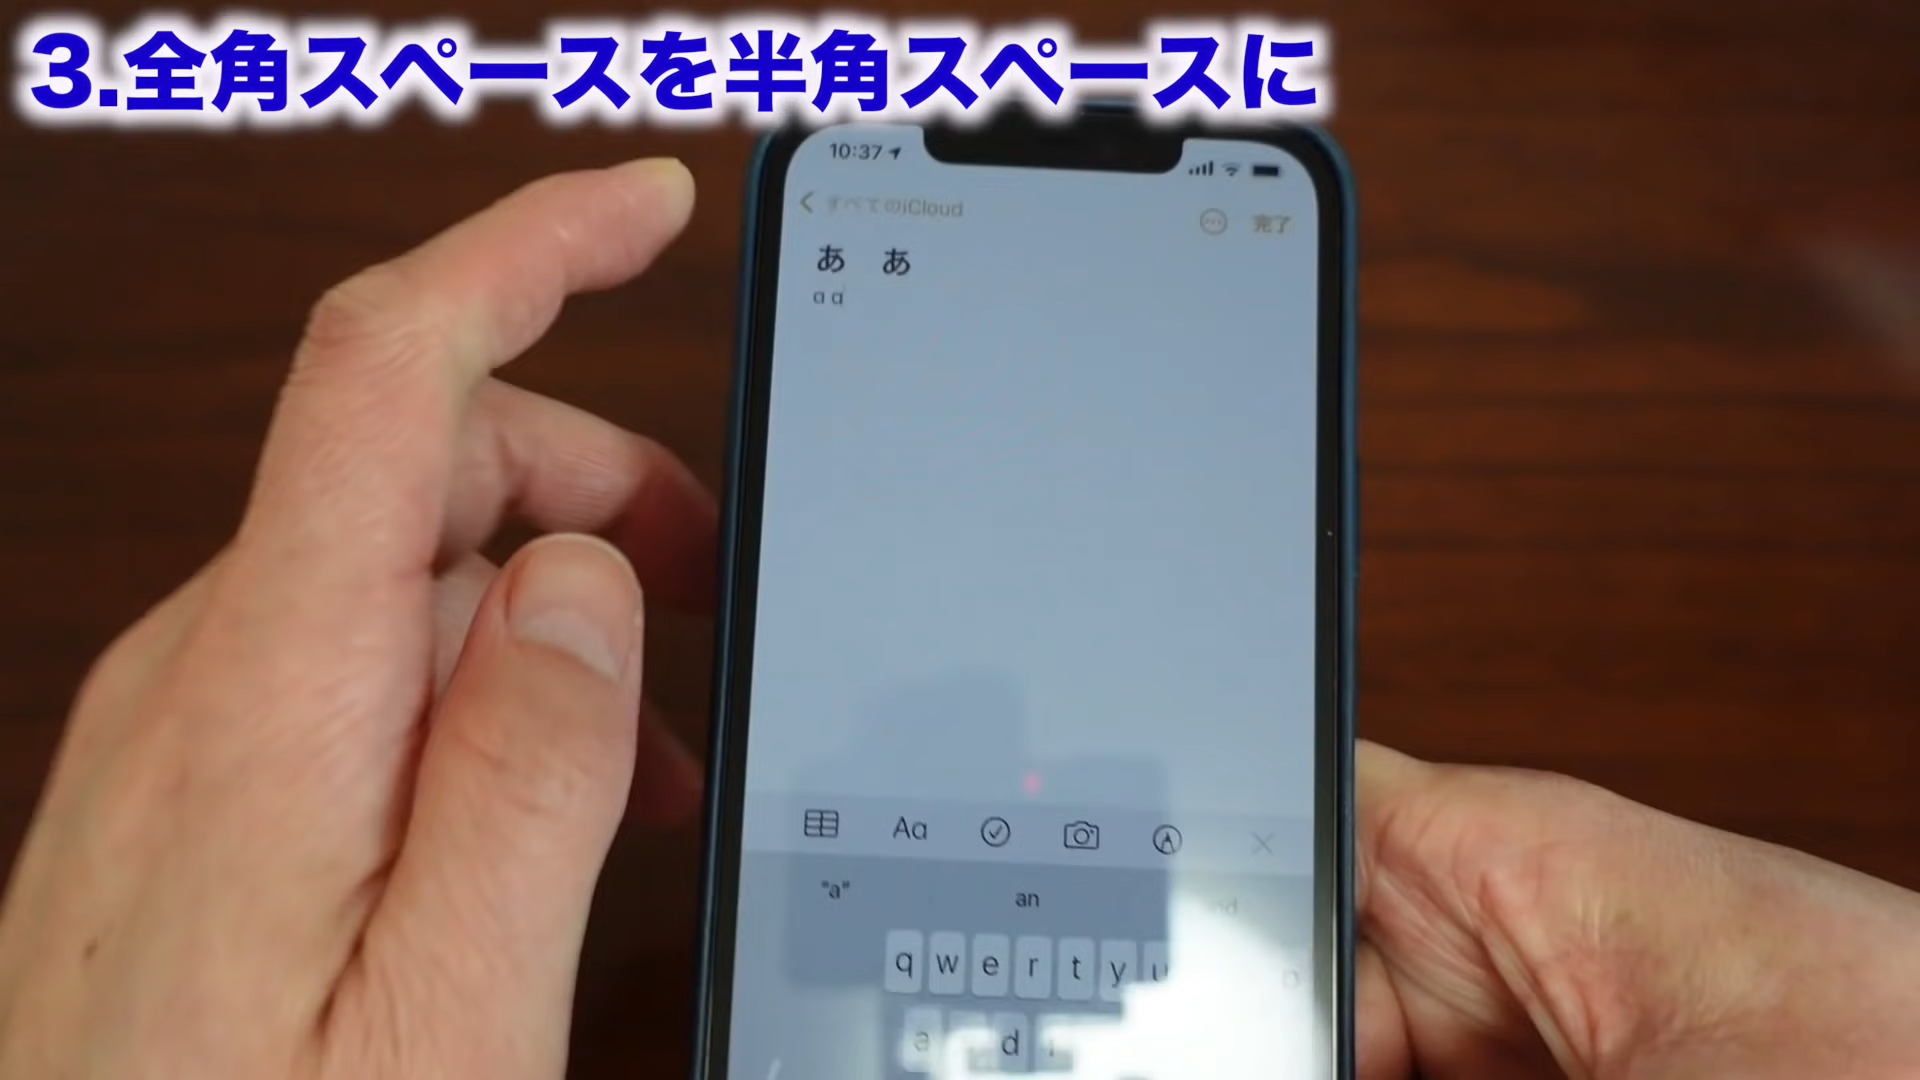 3.全角スペースを半角スペースに
10:37
すべてのiCloud
完了
あ　あ
a a
Aa
"a" an
q w e r t y u
a d